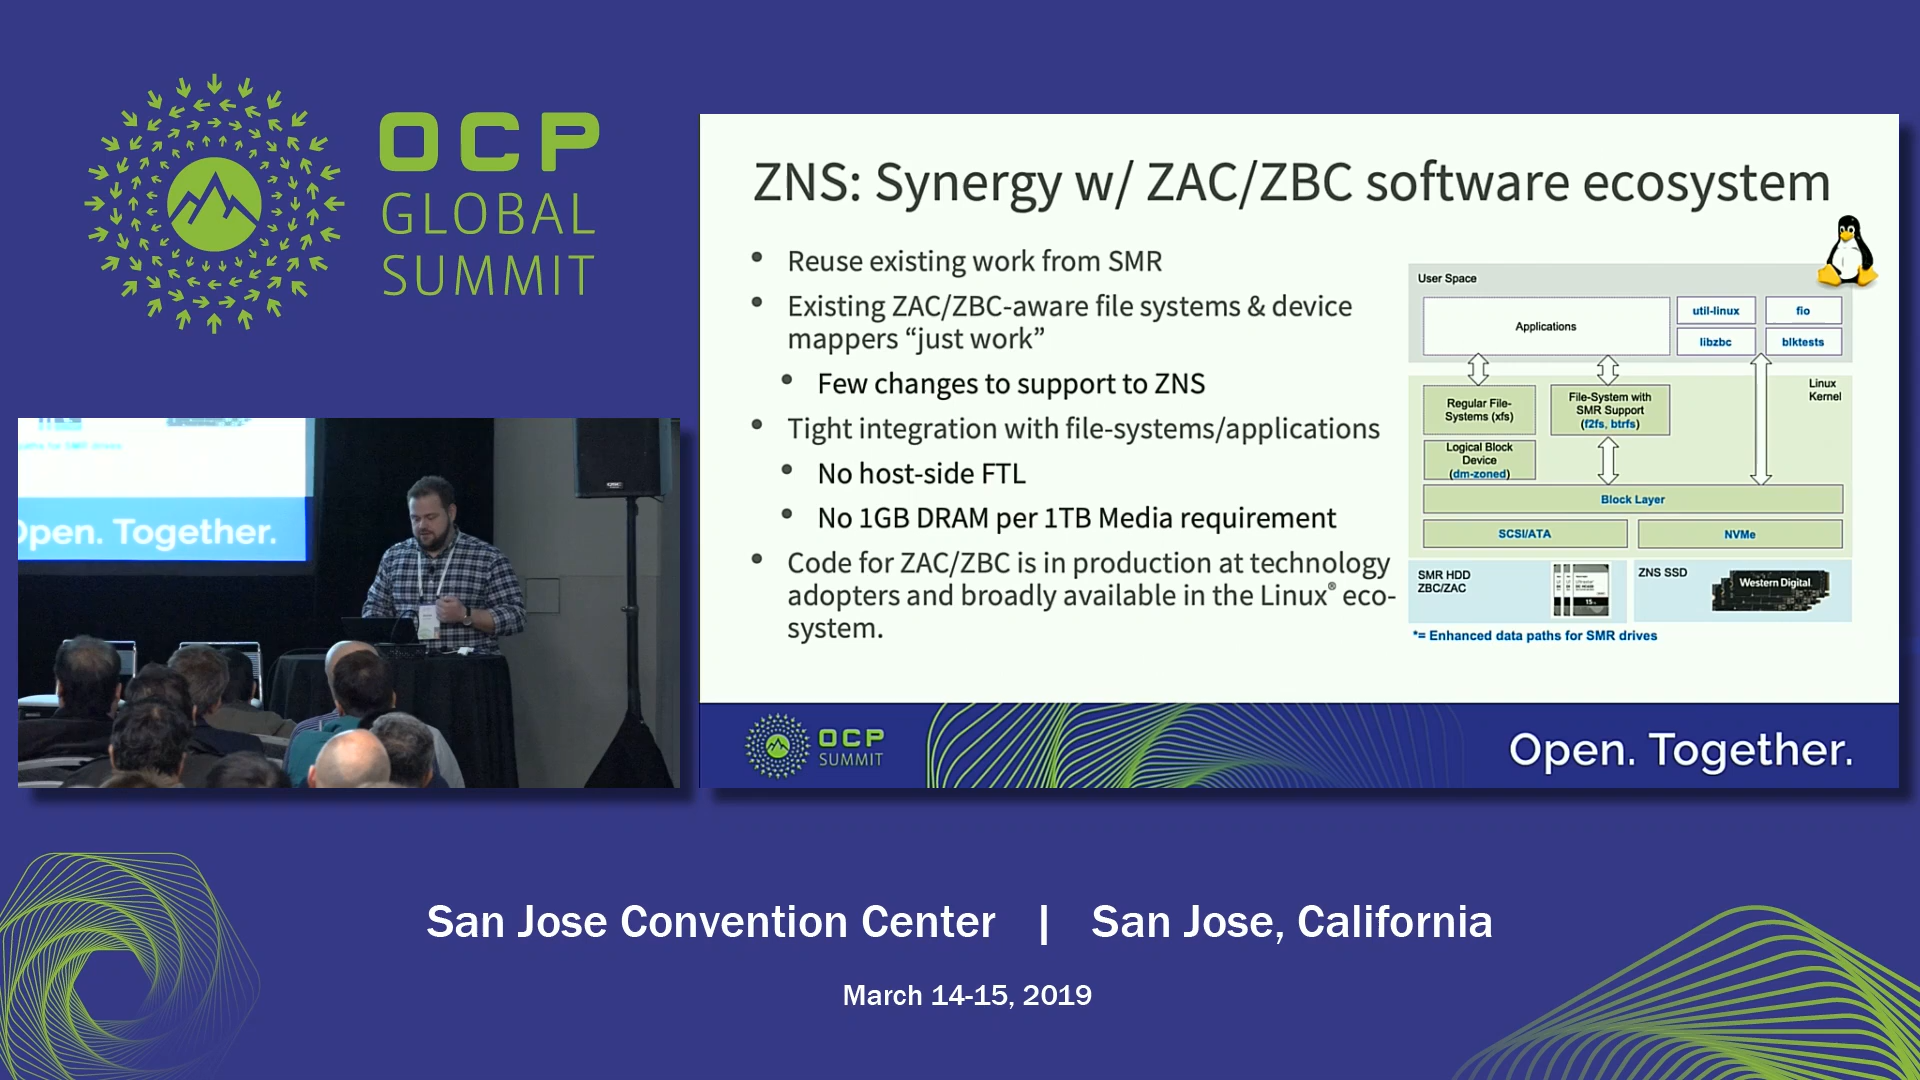 OCP
GLOBAL
SUMMIT
ZNS: Synergy w/ ZAC/ZBC software ecosystem
• Reuse existing work from SMR
• Existing ZAC/ZBC-aware file systems & device
mappers “just work”
• Few changes to support to ZNS
• Tight integration with file-systems/applications
• No host-side FTL
• No 1GB DRAM per 1TB Media requirement
• Code for ZAC/ZBC is in production at technology
adopters and broadly available in the Linux® eco-
system.
User Space
Applications
util-linux
fio
libzbc
blktests
Linux
Kernel
Regular File-
Systems (xfs)
File-System with
SMR Support
(f2fs, btrfs)
Logical Block
Device
(dm-zoned)
Block Layer
SCSI/ATA
NVMe
SMR HDD
ZBC/ZAC
ZNS SSD
Western Digital
*= Enhanced data paths for SMR drives
OCP
SUMMIT
Open. Together.
Open. Together.
San Jose Convention Center | San Jose, California
March 14-15, 2019